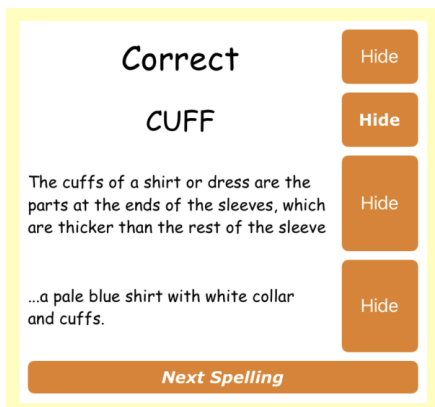 Correct
Hide
CUFF
Hide
The cuffs of a shirt or dress are the
parts at the ends of the sleeves, which
are thicker than the rest of the sleeve
Hide
...a pale blue shirt with white collar
and cuffs.
Hide
Next Spelling